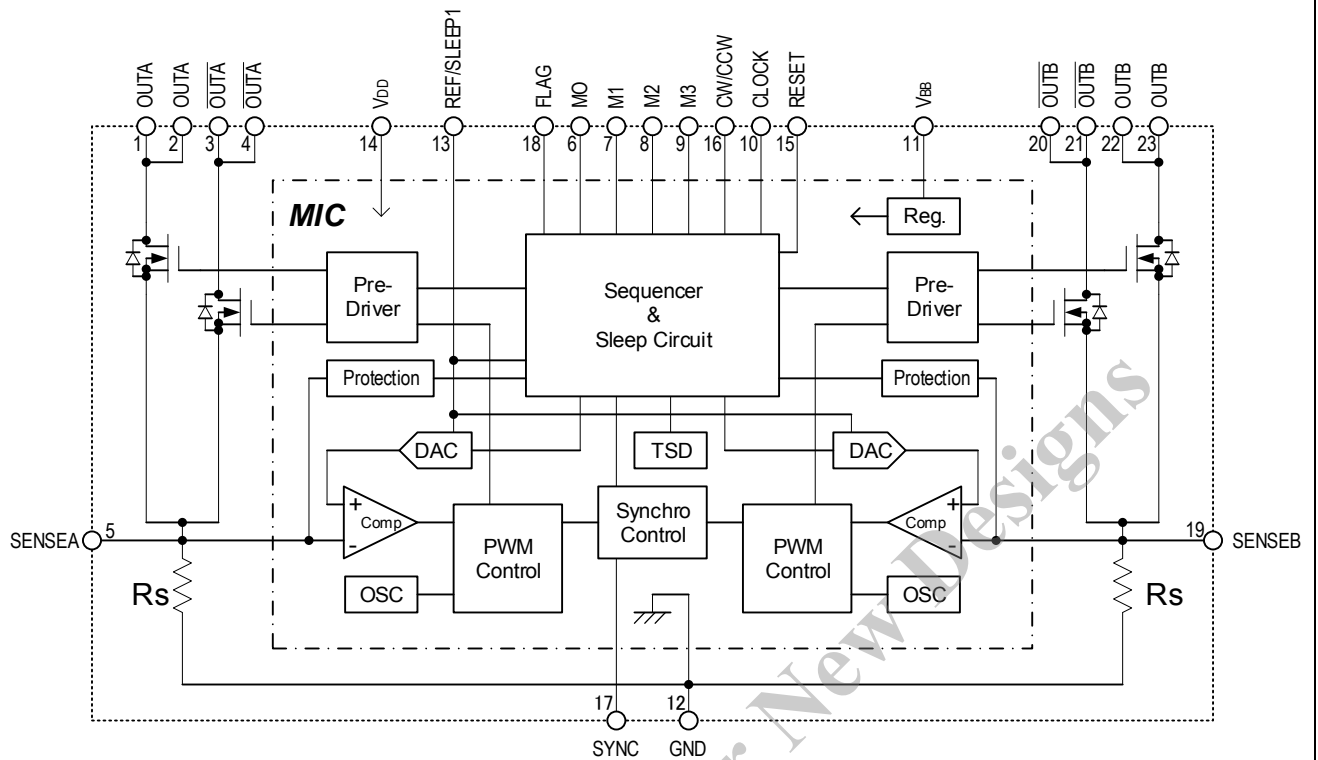 OUTA
OUTA
OUTA
OUTA
VDD
REF/SLEEP1
FLAG
MO
M1
M2
M3
CW/CCW
CLOCK
RESET
VBB
OUTB
OUTB
OUTB
OUTB
1
2
3
4
14
13
18
6
7
8
9
16
10
15
11
20
21
22
23
MIC
Reg.
Pre-
Driver
Sequencer
&
Sleep Circuit
Pre-
Driver
Protection
Protection
DAC
TSD
DAC
+
Comp
-
PWM
Control
Synchro
Control
PWM
Control
+
Comp
-
SENSEA
5
19
SENSEB
Rs
OSC
OSC
Rs
17
12
SYNC
GND
r New Designs